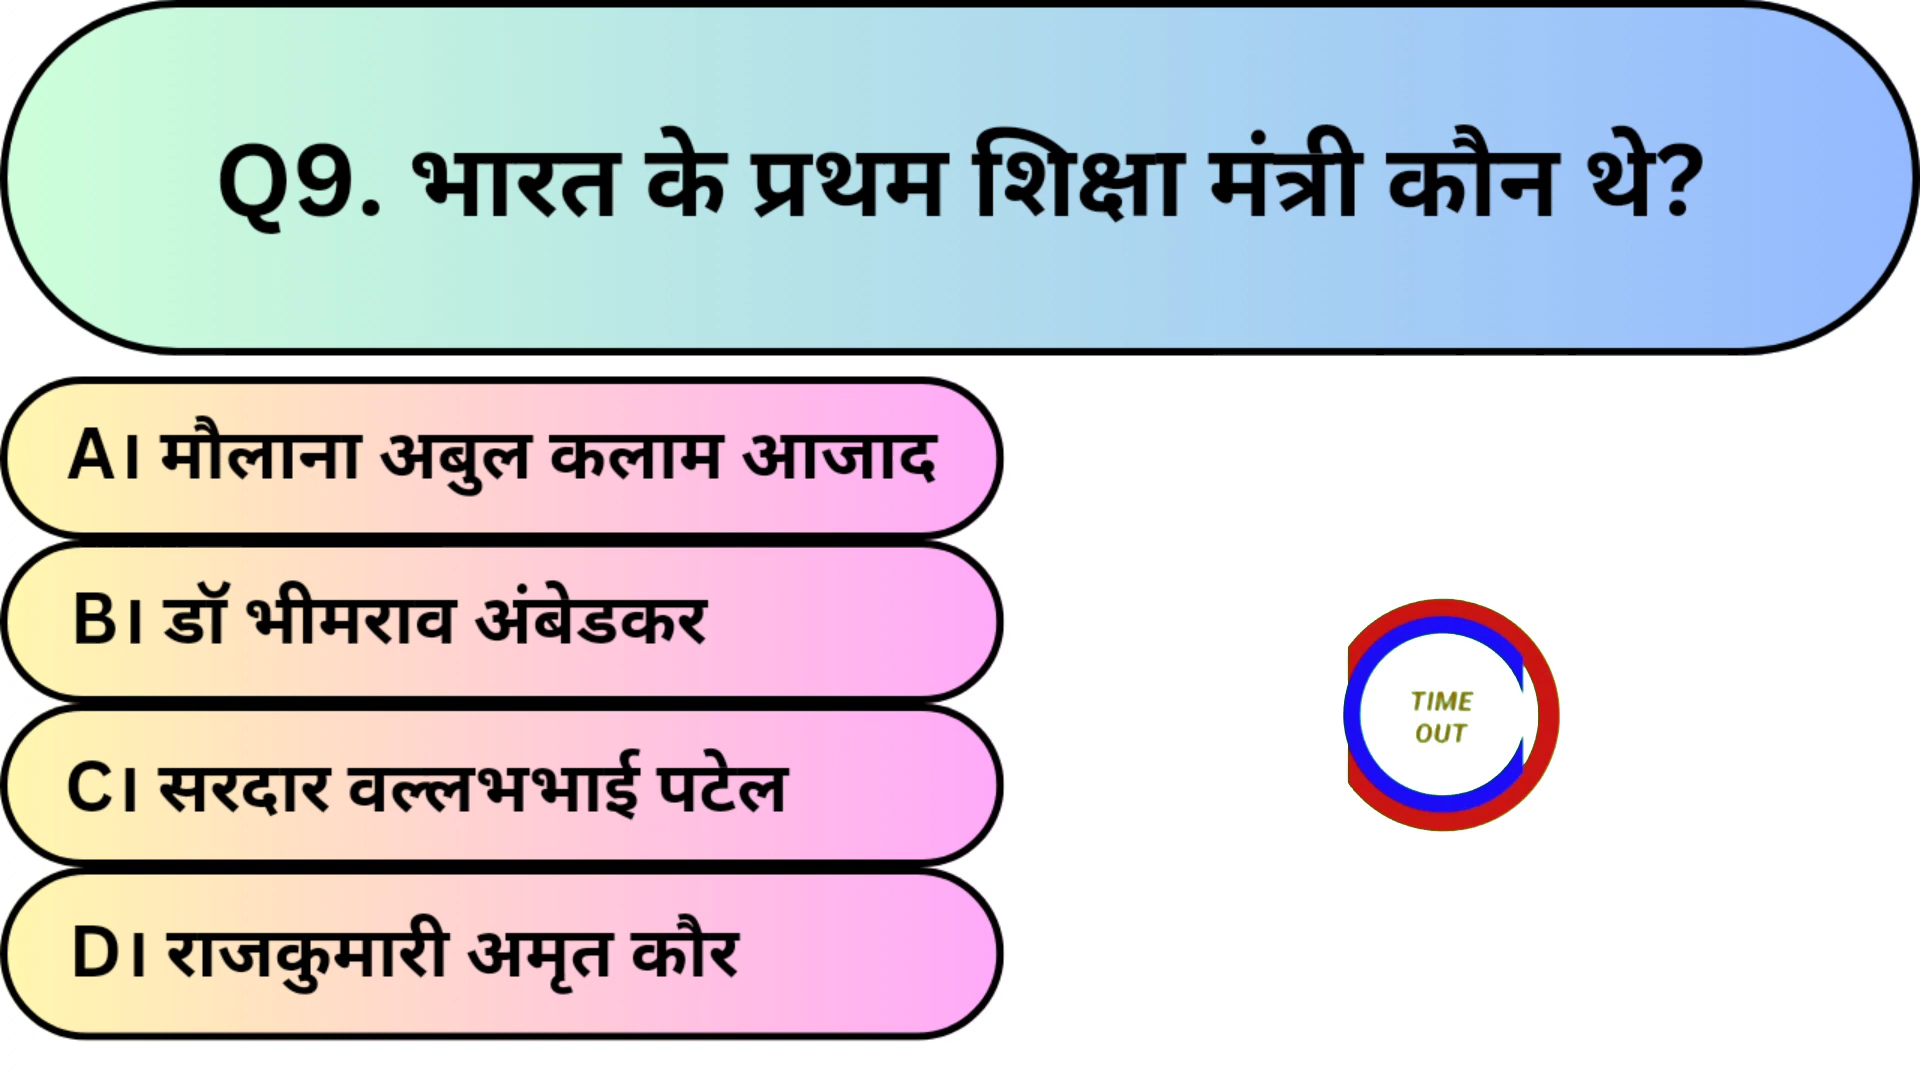 Q9. भारत के प्रथम शिक्षा मंत्री कौन थे?
A। मौलाना अबुल कलाम आजाद
B। डॉ भीमराव अंबेडकर
C। सरदार वल्लभभाई पटेल
D। राजकुमारी अमृत कौर
TIME
OUT